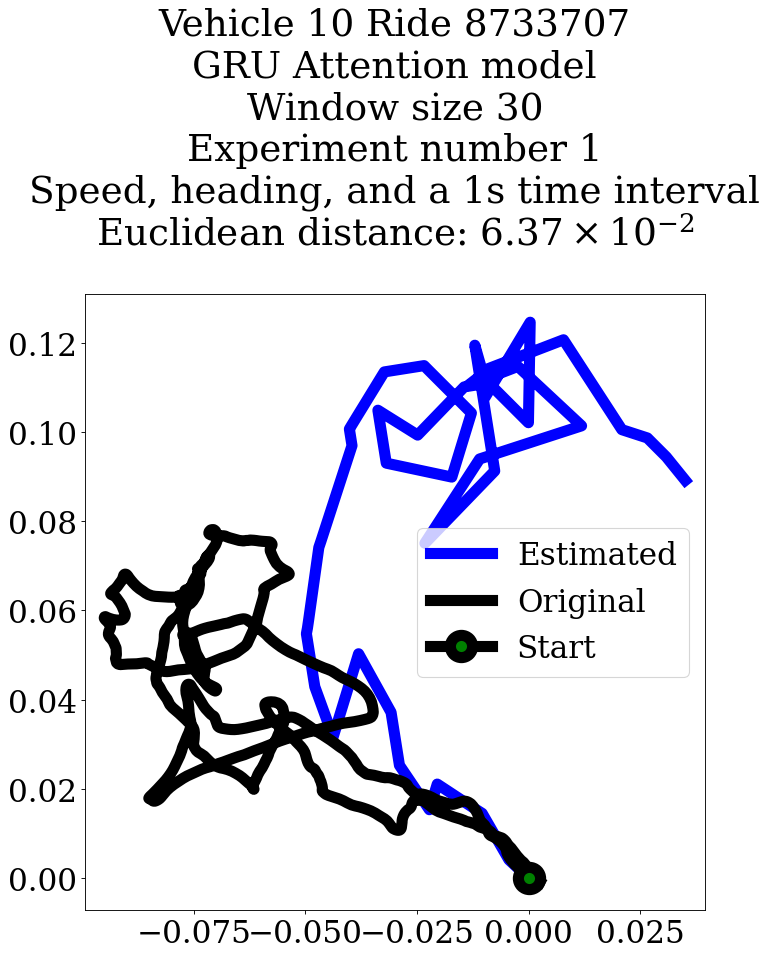 Vehicle 10 Ride 8733707
GRU Attention model
Window size 30
Experiment number 1
Speed, heading, and a 1s time interval
Euclidean distance: 6.37 × 10⁻²
0.12
0.10
0.08
0.06
0.04
0.02
0.00
Estimated
Original
Start
−0.075 −0.050 −0.025 0.000 0.025